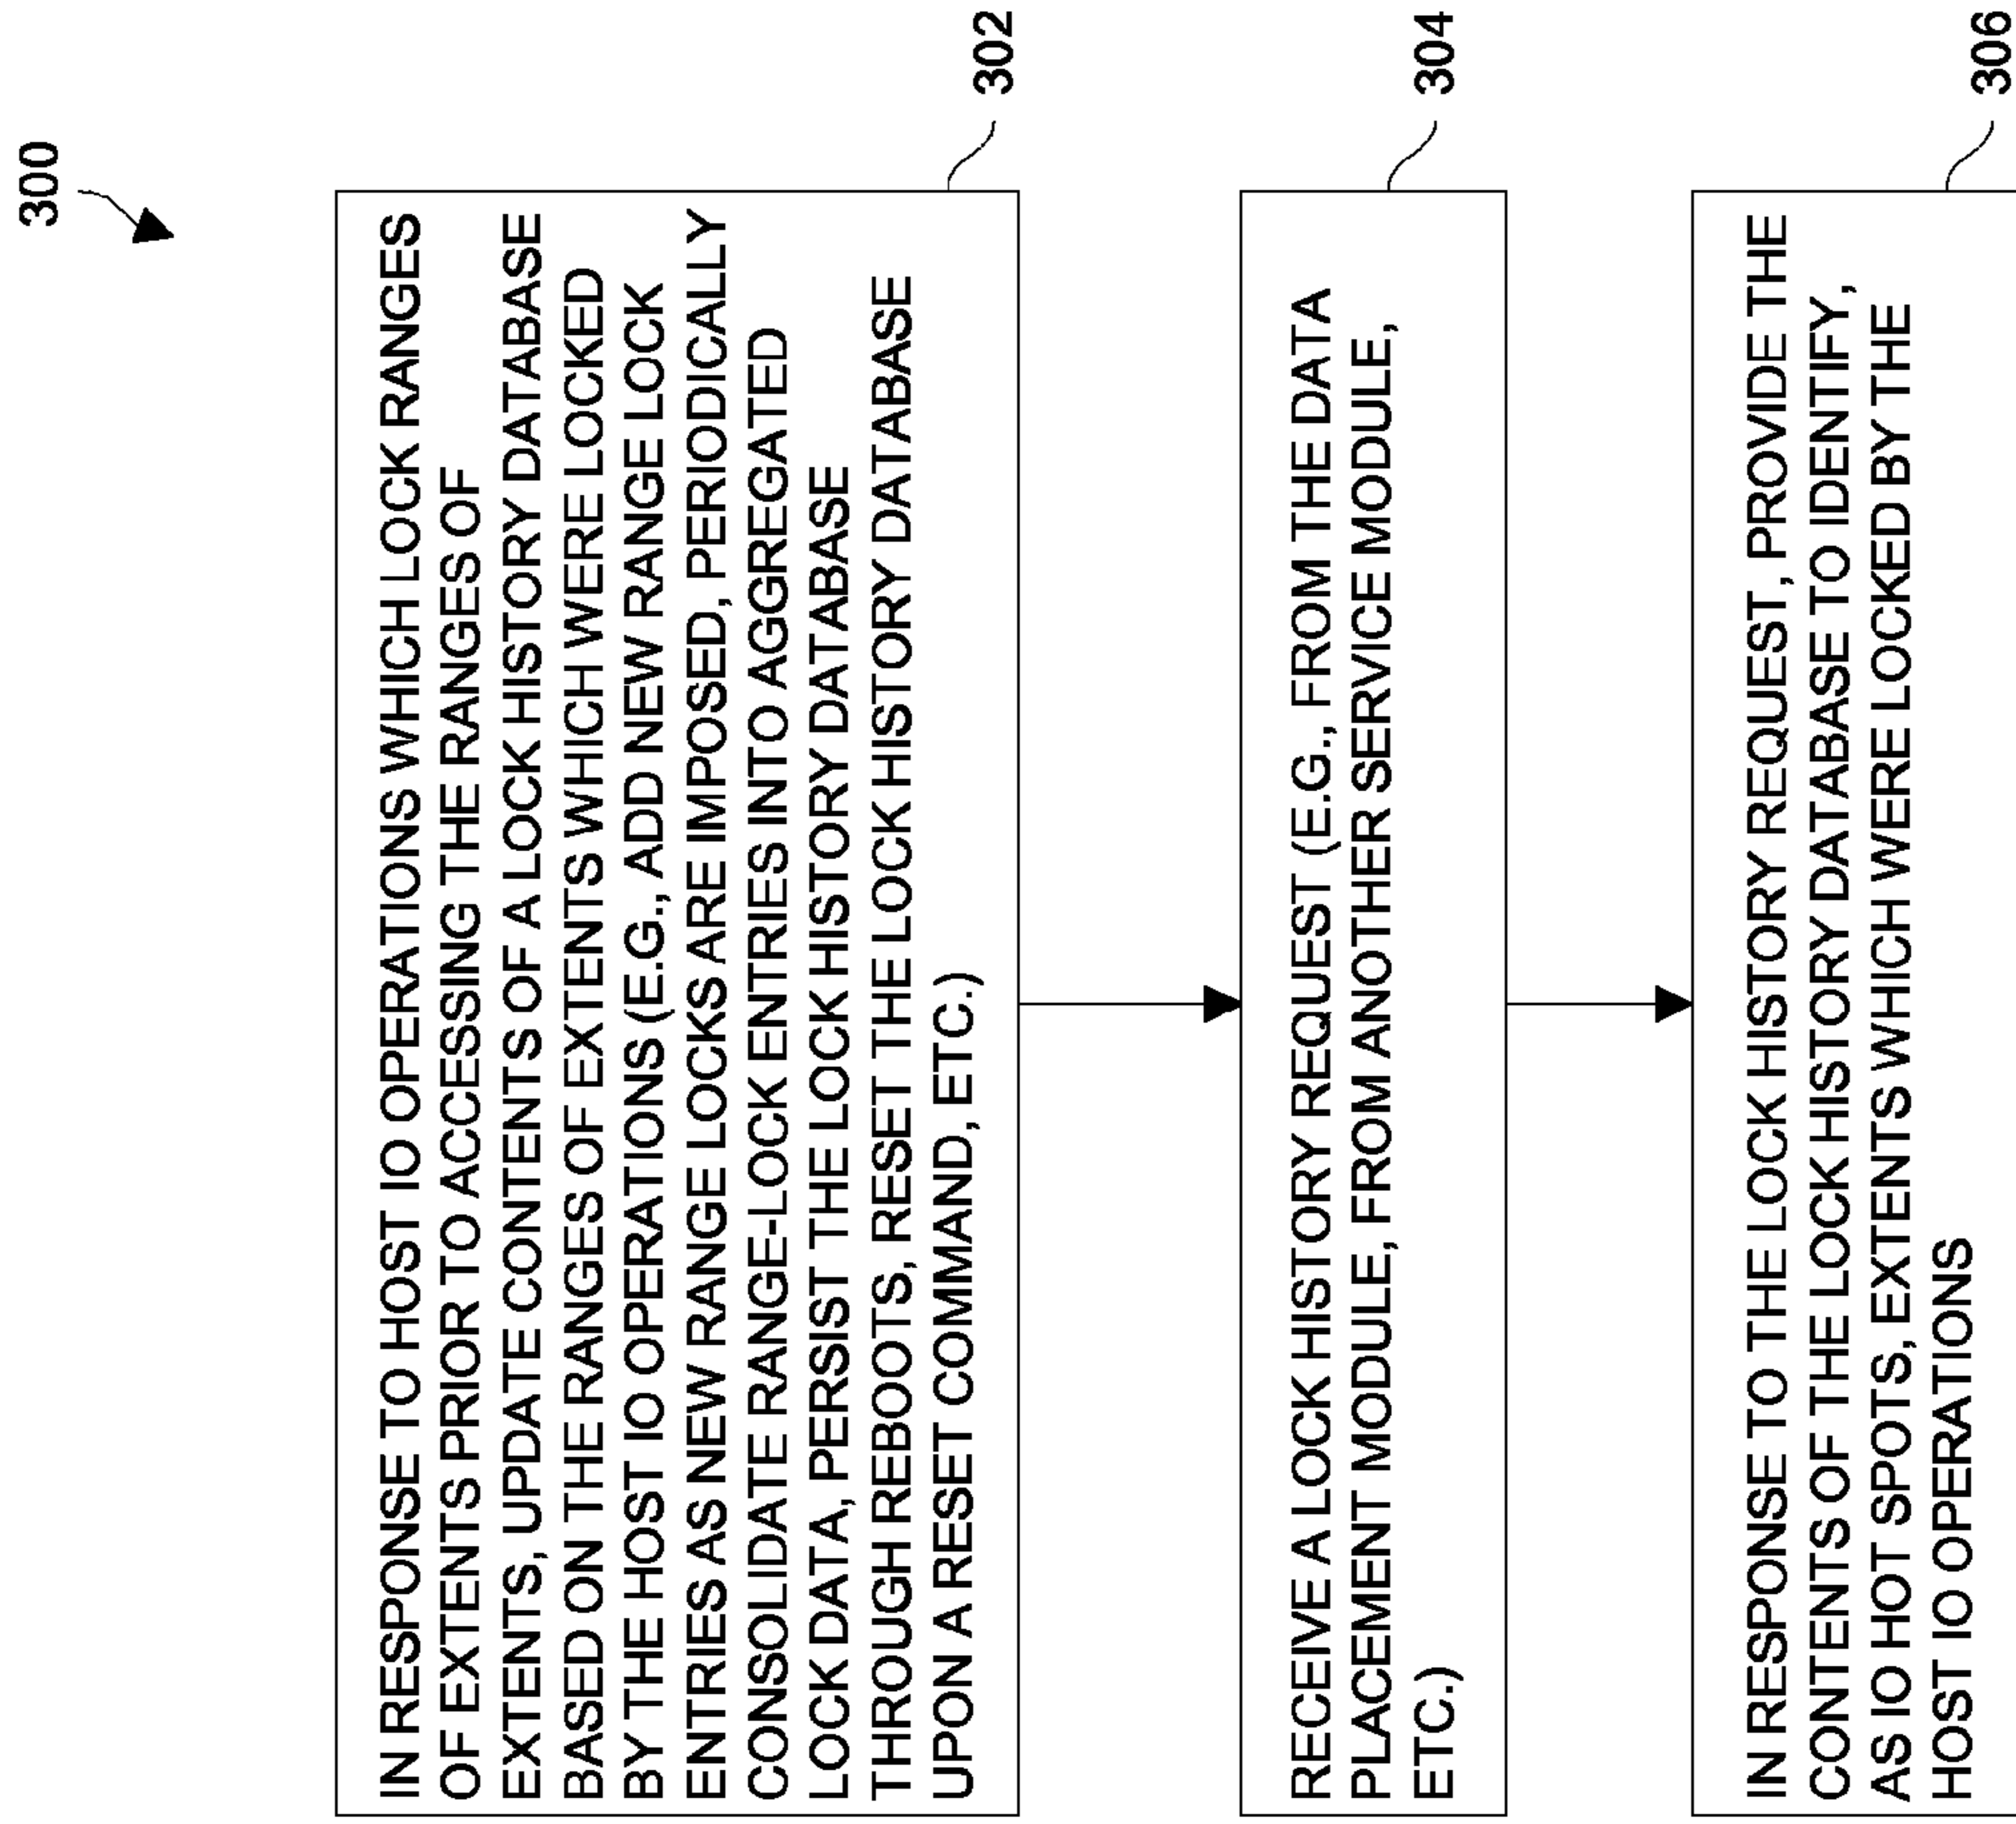 300
IN RESPONSE TO HOST IO OPERATIONS WHICH LOCK RANGES
OF EXTENTS PRIOR TO ACCESSING THE RANGES OF
EXTENTS, UPDATE CONTENTS OF A LOCK HISTORY DATABASE
BASED ON THE RANGES OF EXTENTS WHICH WERE LOCKED
BY THE HOST IO OPERATIONS (E.G., ADD NEW RANGE LOCK
ENTRIES AS NEW RANGE LOCKS ARE IMPOSED, PERIODICALLY
CONSOLIDATE RANGE-LOCK ENTRIES INTO AGGREGATED
LOCK DATA, PERSIST THE LOCK HISTORY DATABASE
THROUGH REBOOTS, RESET THE LOCK HISTORY DATABASE
UPON A RESET COMMAND, ETC.)
302
RECEIVE A LOCK HISTORY REQUEST (E.G., FROM THE DATA
PLACEMENT MODULE, FROM ANOTHER SERVICE MODULE,
ETC.)
304
IN RESPONSE TO THE LOCK HISTORY REQUEST, PROVIDE THE
CONTENTS OF THE LOCK HISTORY DATABASE TO IDENTIFY,
AS IO HOT SPOTS, EXTENTS WHICH WERE LOCKED BY THE
HOST IO OPERATIONS
306